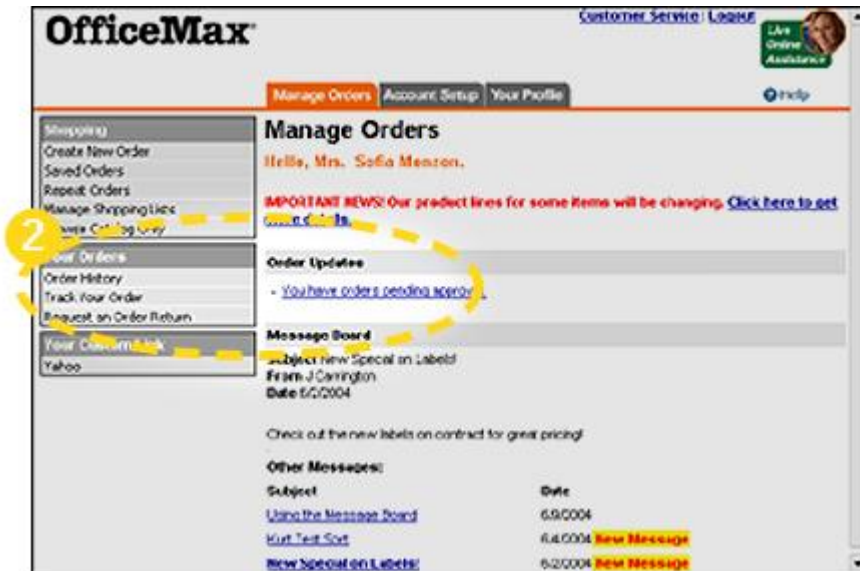 OfficeMax
Customer Service | Logout
Live
Online
Assistance
Manage Orders Account Setup Your Profile
Help
Shopping
Create New Order
Saved Orders
Repeat Orders
Manage Shopping Lists
Browse Catalog Only
2
Your Orders
Order History
Track Your Order
Request an Order Return
Your Custom Link
Yahoo
Manage Orders
Hello, Mrs. Sofia Monzon.
IMPORTANT NEWS! Our product lines for some items will be changing. Click here to get
more details.
Order Updates
- You have orders pending approval.
Message Board
Subject New Special on Labels!
From J Carrington
Date 6/2/2004
Check out the new labels on contract for great pricing!
Other Messages:
Subject Date
Using the Message Board 6/9/2004
Kurt Test Sort 6/4/2004 New Message
New Special on Labels! 6/2/2004 New Message